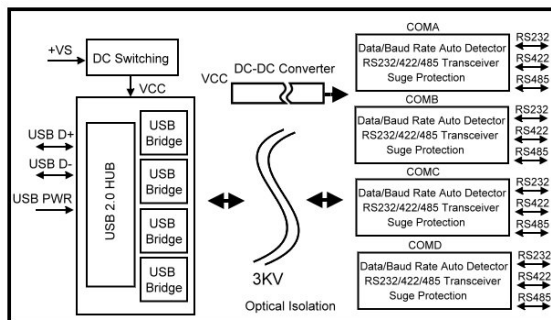 +VS
DC Switching
VCC
USB D+
USB D-
USB PWR
USB 2.0 HUB
USB
Bridge
USB
Bridge
USB
Bridge
USB
Bridge
DC-DC Converter
VCC
3KV
Optical Isolation
COMA
Data/Baud Rate Auto Detector
RS232/422/485 Transceiver
Suge Protection
RS232
RS422
RS485
COMB
Data/Baud Rate Auto Detector
RS232/422/485 Transceiver
Suge Protection
RS232
RS422
RS485
COMC
Data/Baud Rate Auto Detector
RS232/422/485 Transceiver
Suge Protection
RS232
RS422
RS485
COMD
Data/Baud Rate Auto Detector
RS232/422/485 Transceiver
Suge Protection
RS232
RS422
RS485